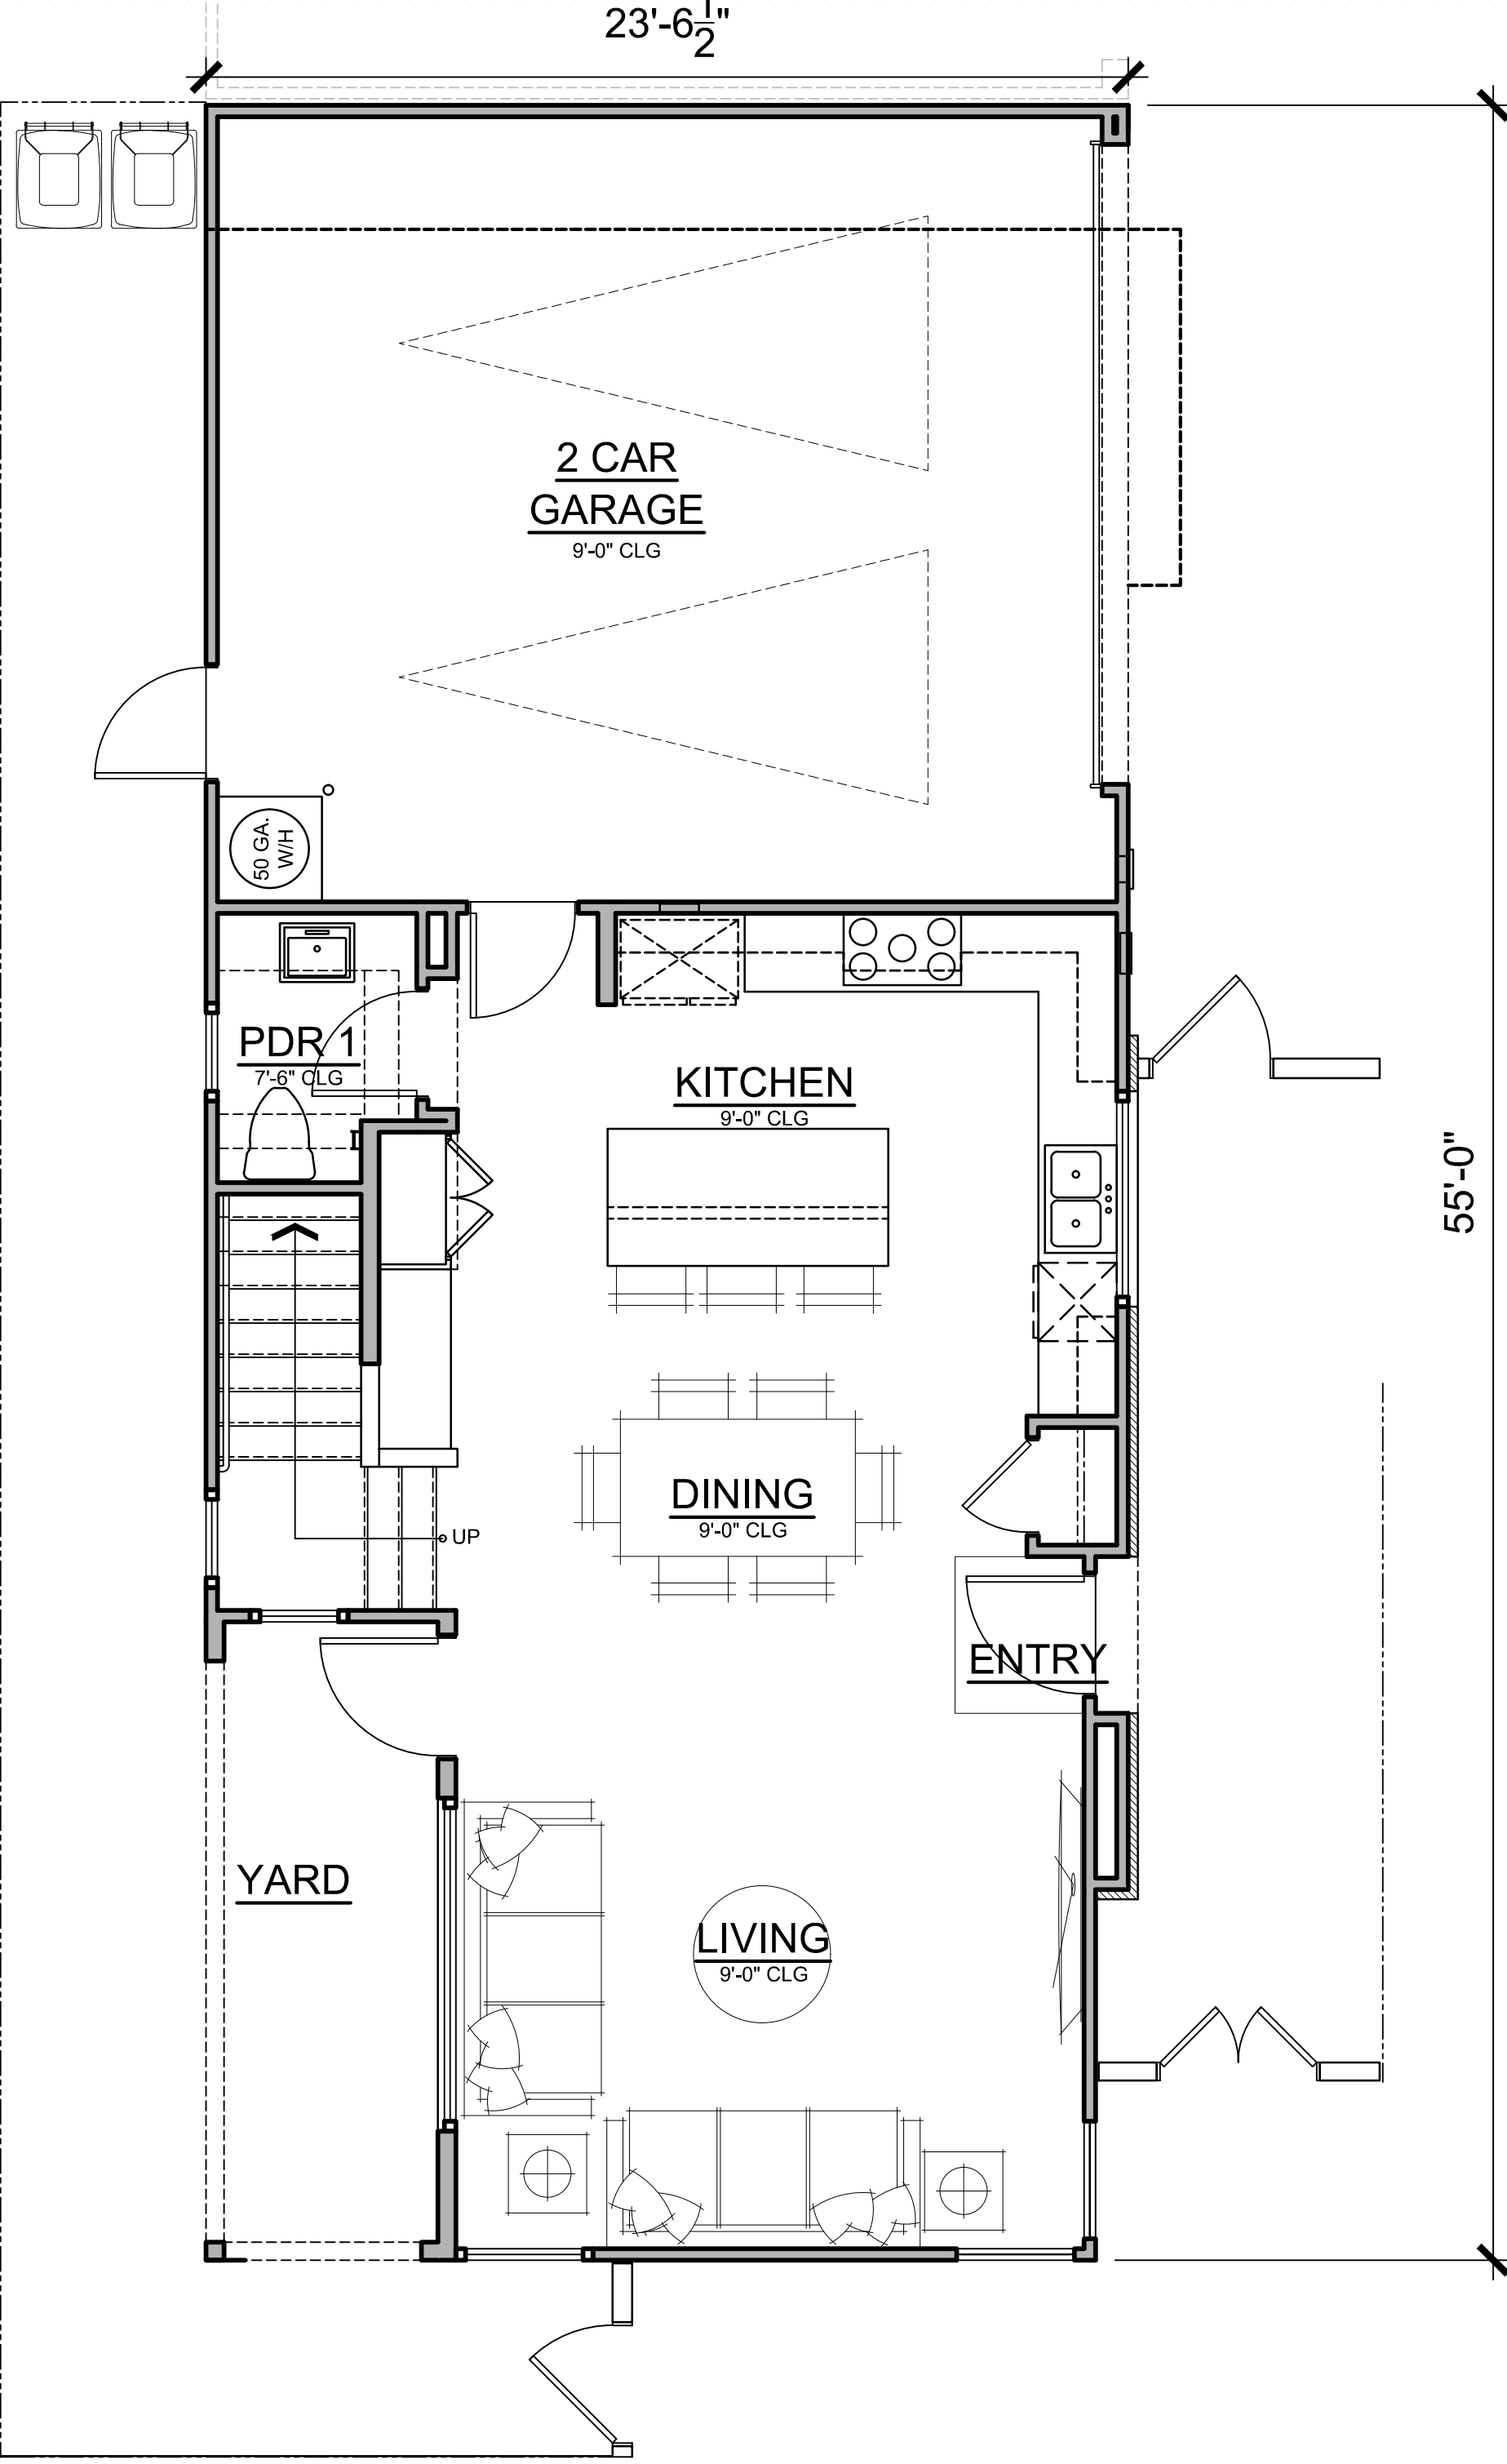 23'-6 1/2"
2 CAR
GARAGE
9'-0" CLG
50 GA.
W/H
PDR 1
7'-6" CLG
KITCHEN
9'-0" CLG
55'-0"
DINING
9'-0" CLG
UP
ENTRY
YARD
LIVING
9'-0" CLG